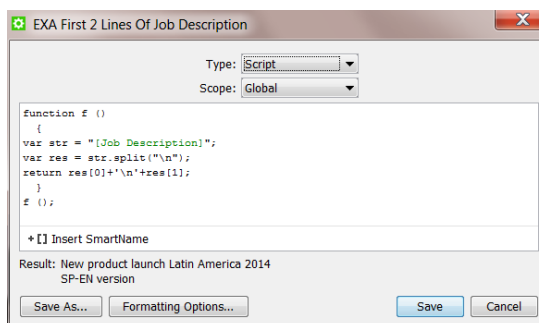 EXA First 2 Lines Of Job Description
X
Type: Script
Scope: Global
function f ()
{
var str = "[Job Description]";
var res = str.split("\n");
return res[0]+'\n'+res[1];
}
f ();
+[] Insert SmartName
Result: New product launch Latin America 2014
SP-EN version
Save As... Formatting Options... Save Cancel